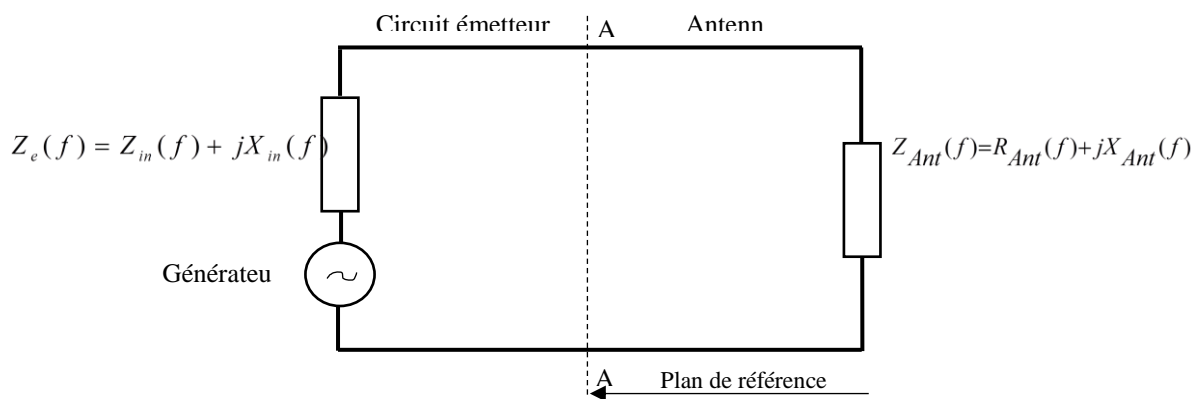 Circuit émetteur
A
Antenn
Z_e(f) = Z_in(f) + jX_in(f)
Z_Ant(f)=R_Ant(f)+jX_Ant(f)
Générateu
A
Plan de référence